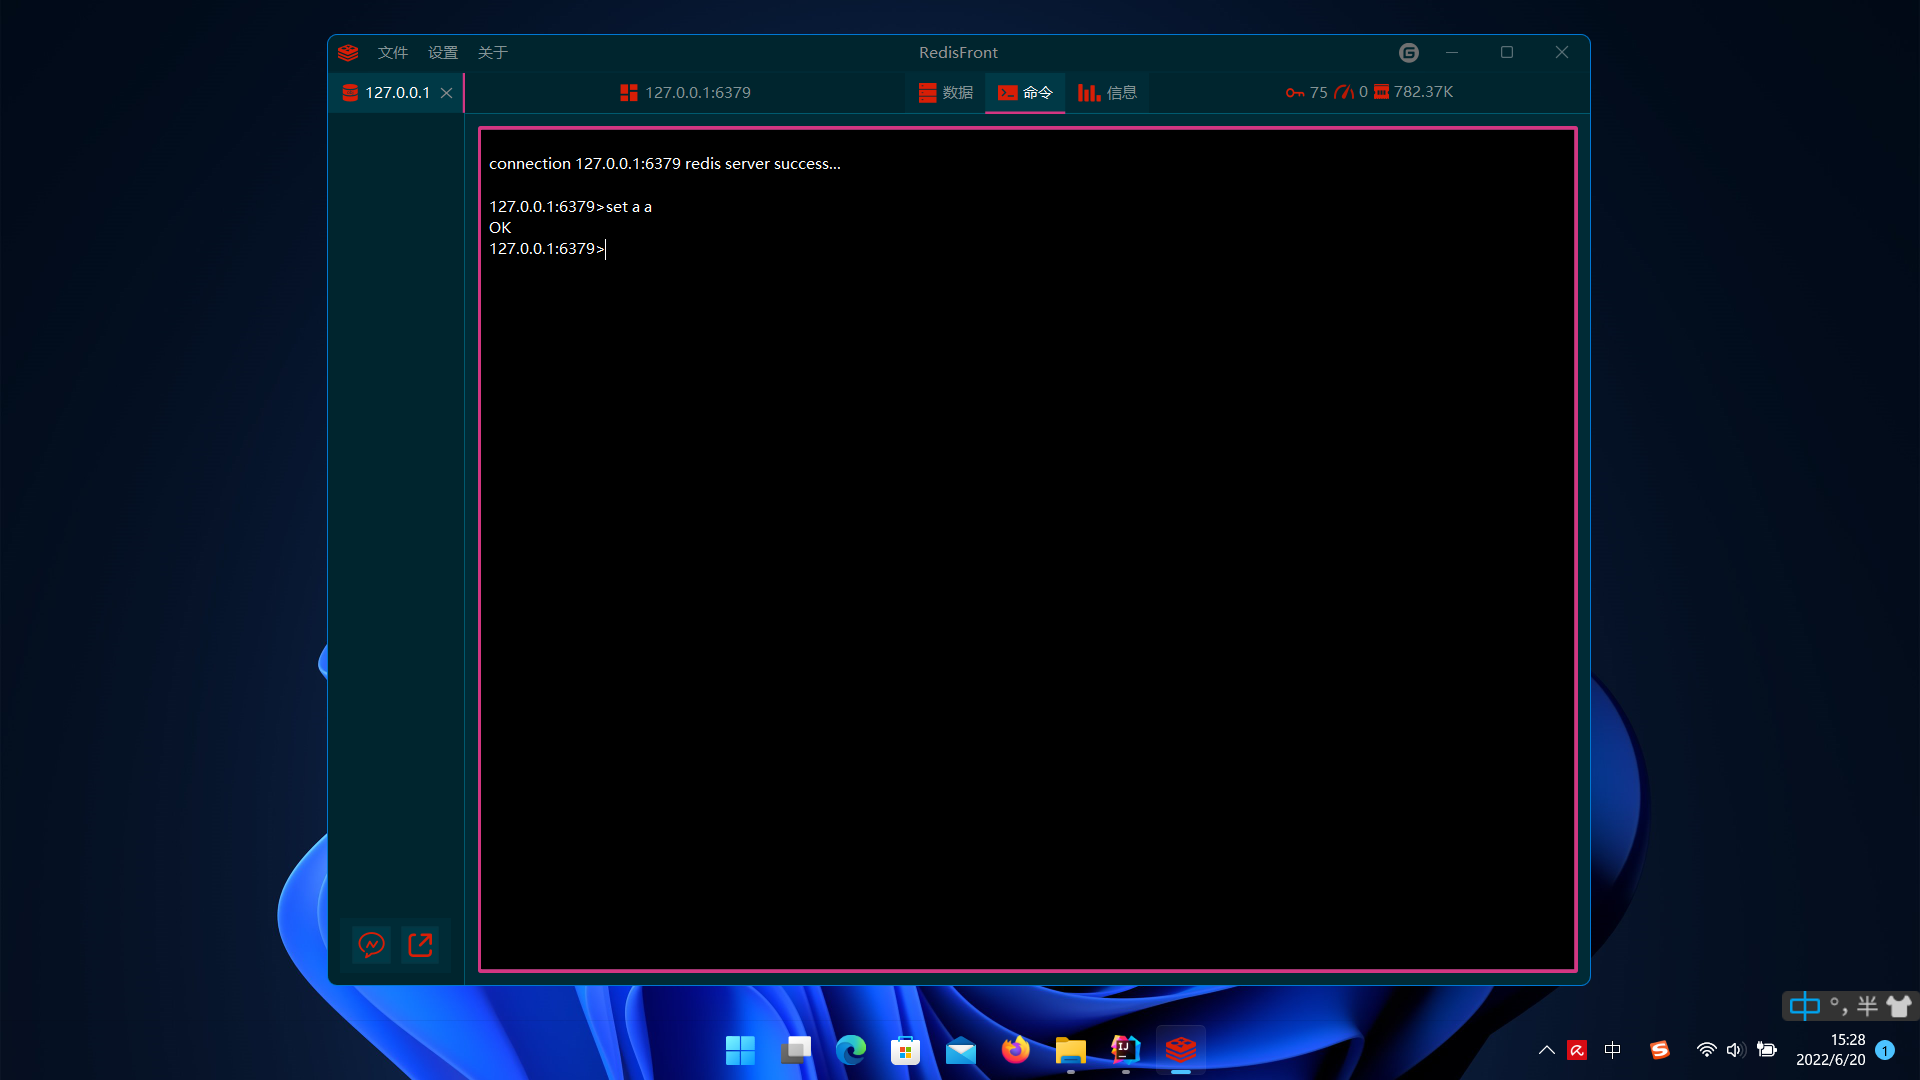 文件 设置 关于 RedisFront
127.0.0.1 127.0.0.1:6379 数据 命令 信息 75 0 782.37K
connection 127.0.0.1:6379 redis server success...
127.0.0.1:6379>set a a
OK
127.0.0.1:6379>
中 °, 半
中 15:28
2022/6/20 1